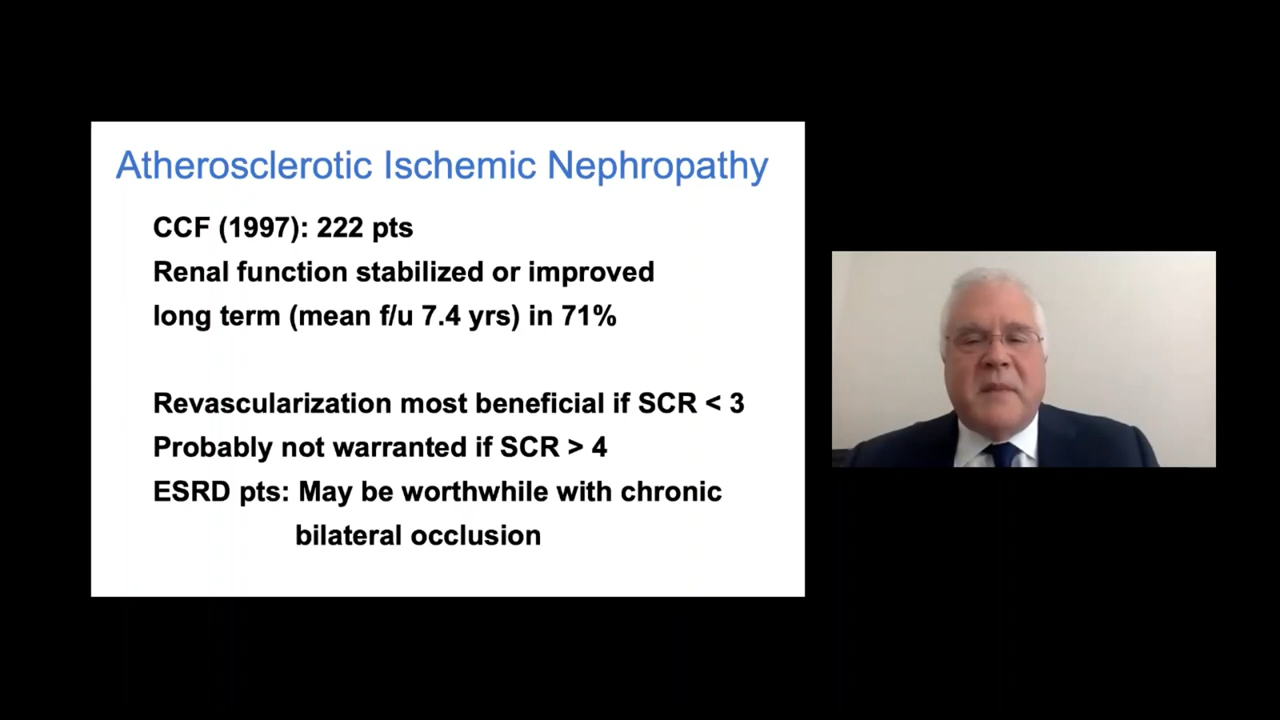 Atherosclerotic Ischemic Nephropathy
CCF (1997): 222 pts
Renal function stabilized or improved
long term (mean f/u 7.4 yrs) in 71%
Revascularization most beneficial if SCR < 3
Probably not warranted if SCR > 4
ESRD pts: May be worthwhile with chronic
bilateral occlusion